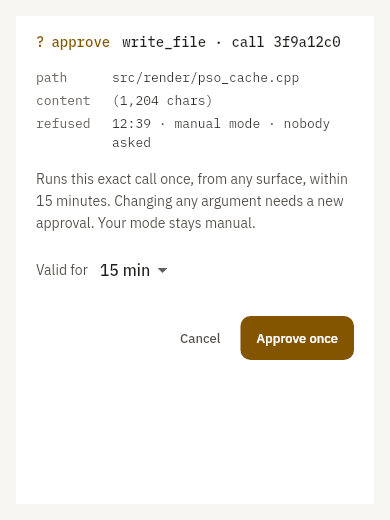 ? approve write_file · call 3f9a12c0
path src/render/pso_cache.cpp
content (1,204 chars)
refused 12:39 · manual mode · nobody
asked
Runs this exact call once, from any surface, within
15 minutes. Changing any argument needs a new
approval. Your mode stays manual.
Valid for 15 min
Cancel Approve once